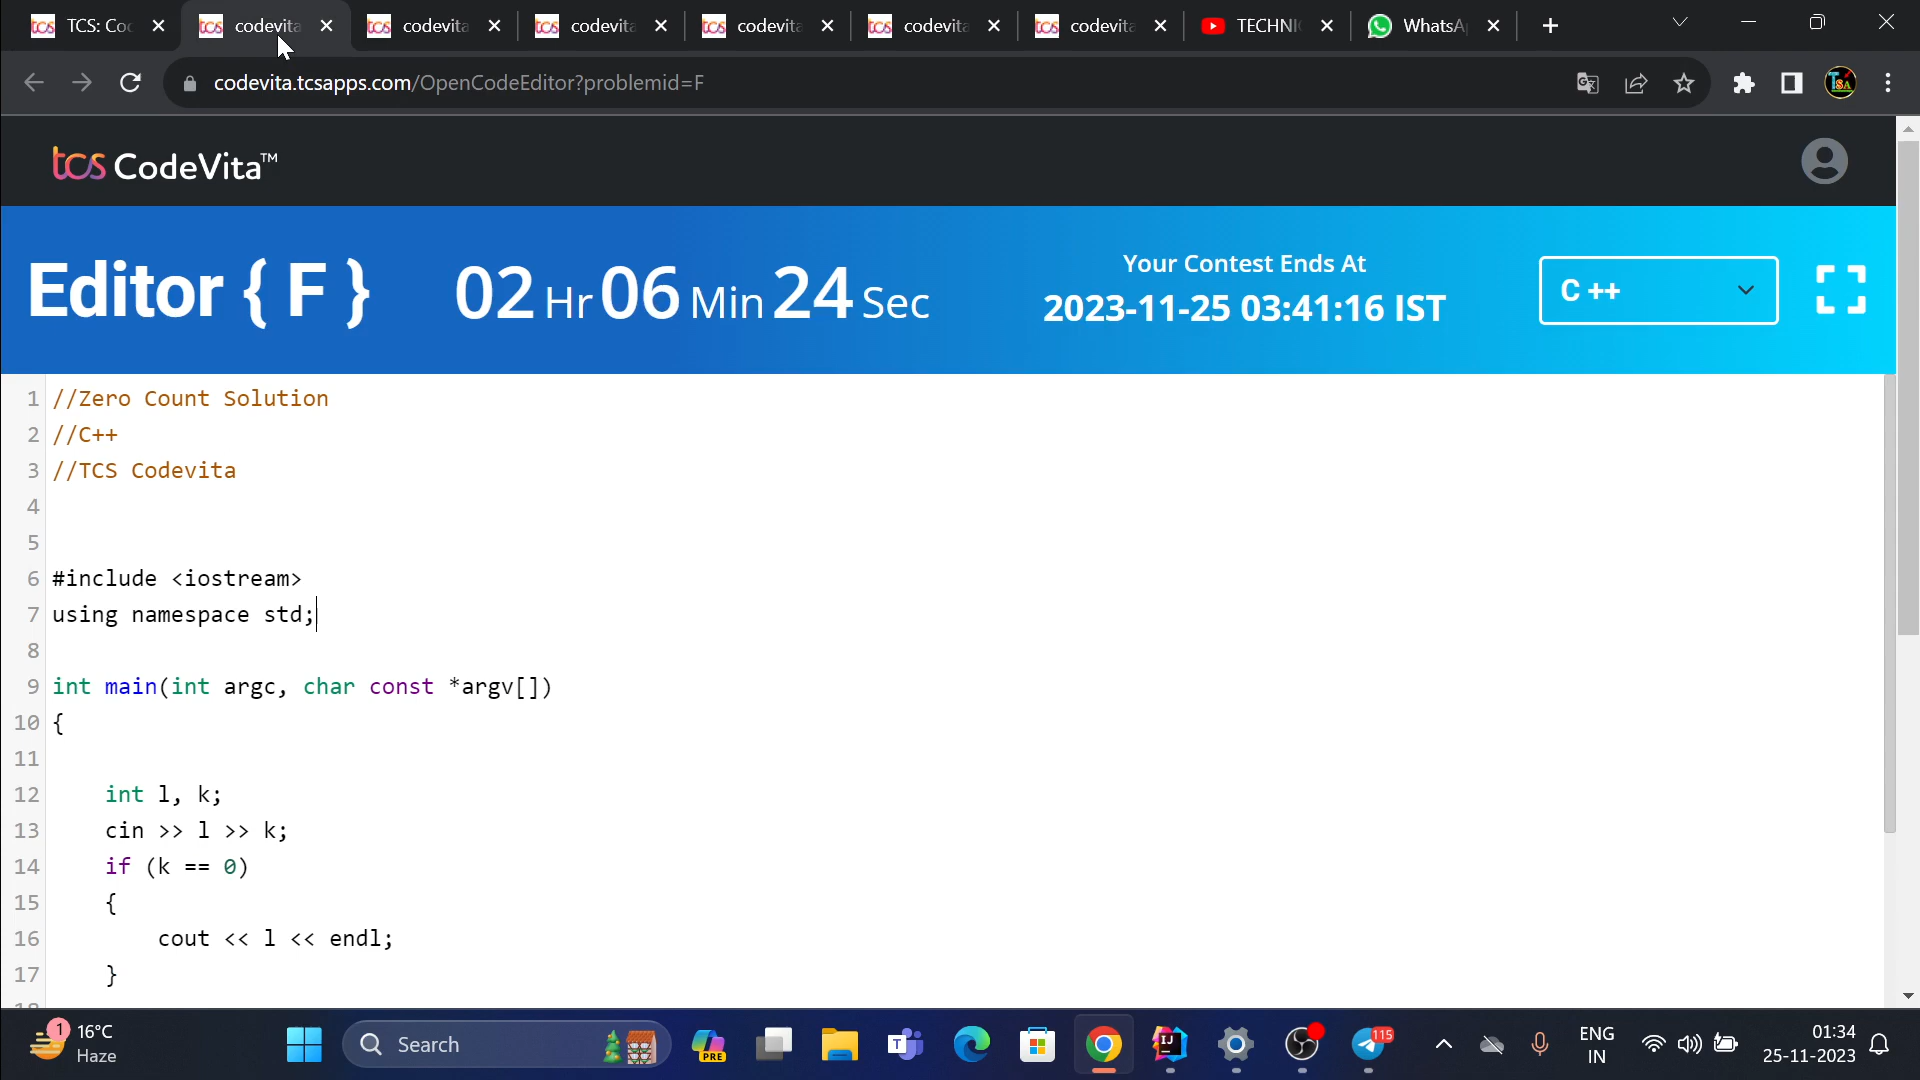 TCS: Co
codevita
codevita
codevita
codevita
codevita
codevita
TECHNI
WhatsA
codevita.tcsapps.com/OpenCodeEditor?problemid=F
tcs CodeVita™
Editor { F }
02 Hr 06 Min 24 Sec
Your Contest Ends At
2023-11-25 03:41:16 IST
C ++
1 //Zero Count Solution
2 //C++
3 //TCS Codevita
4
5
6 #include <iostream>
7 using namespace std;
8
9 int main(int argc, char const *argv[])
10 {
11
12 int l, k;
13 cin >> l >> k;
14 if (k == 0)
15 {
16 cout << l << endl;
17 }
1
16°C
Haze
Search
PRE
115
ENG
IN
01:34
25-11-2023